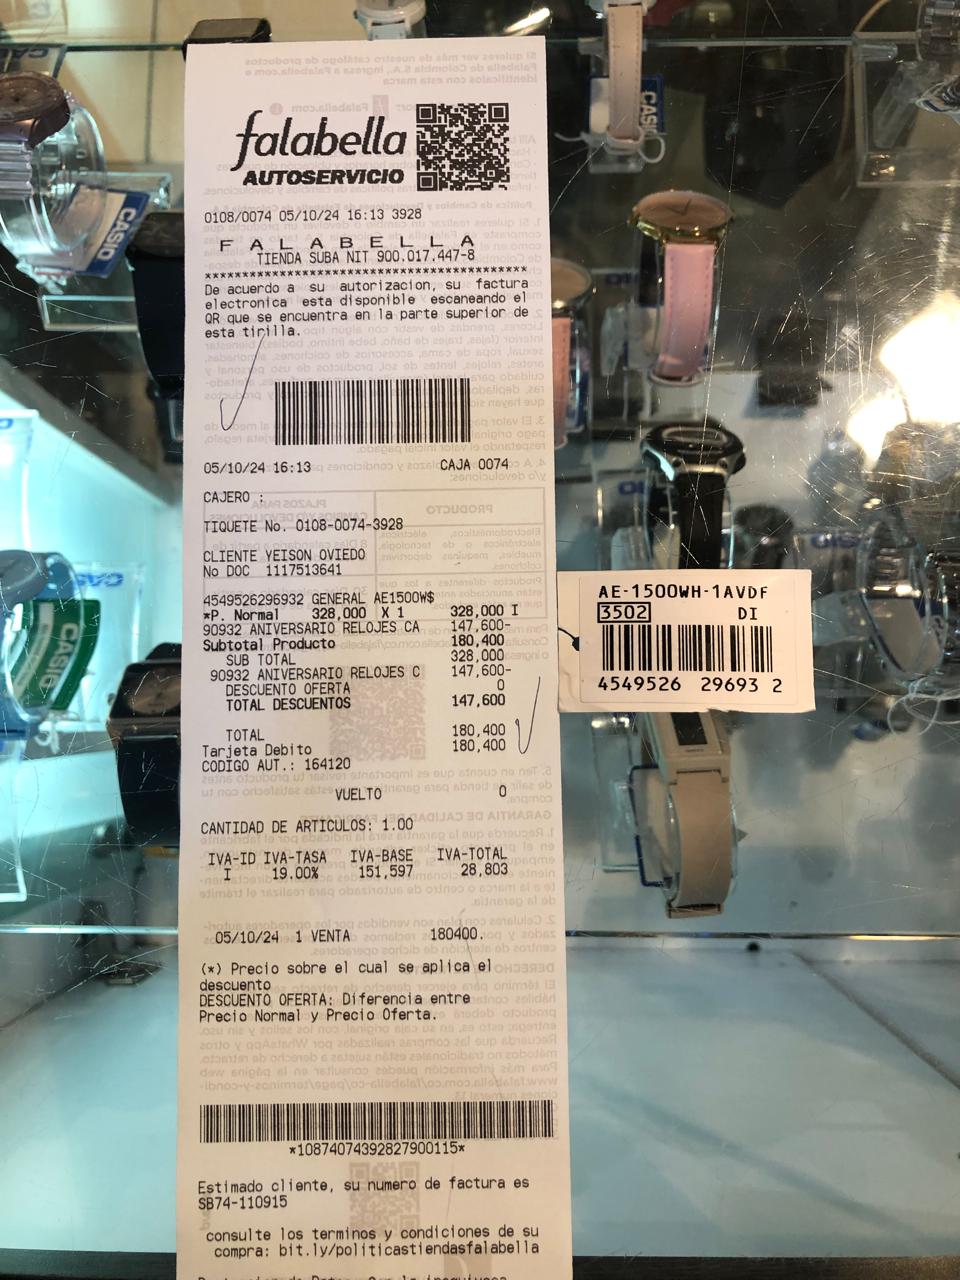 falabella
AUTOSERVICIO
0108/0074 05/10/24 16:13 3928
F A L A B E L L A
TIENDA SUBA NIT 900.017.447-8
************************************************
De acuerdo a su autorizacion, su factura
electronica esta disponible escaneando el
QR que se encuentra en la parte superior de
esta tirilla.
05/10/24 16:13 CAJA 0074
CAJERO :
TIQUETE No. 0108-0074-3928
CLIENTE YEISON OVIEDO
No DOC 1117513641
4549526296932 GENERAL AE1500W$
*P. Normal 328,000 X 1 328,000 I
90932 ANIVERSARIO RELOJES CA 147,600-
Subtotal Producto 180,400
SUB TOTAL 328,000
90932 ANIVERSARIO RELOJES C 147,600-
DESCUENTO OFERTA 0
TOTAL DESCUENTOS 147,600
TOTAL 180,400
Tarjeta Debito 180,400
CODIGO AUT.: 164120
VUELTO 0
CANTIDAD DE ARTICULOS: 1.00
IVA-ID IVA-TASA IVA-BASE IVA-TOTAL
I 19.00% 151,597 28,803
05/10/24 1 VENTA 180400.
(*) Precio sobre el cual se aplica el
descuento
DESCUENTO OFERTA: Diferencia entre
Precio Normal y Precio Oferta.
*10874074392827900115*
Estimado cliente, su numero de factura es
SB74-110915
consulte los terminos y condiciones de su
compra: bit.ly/politicastiendasfalabella
AE-1500WH-1AVDF
3502 DI
4549526 29693 2
CASIO
CASIO
CASIO
CASIO